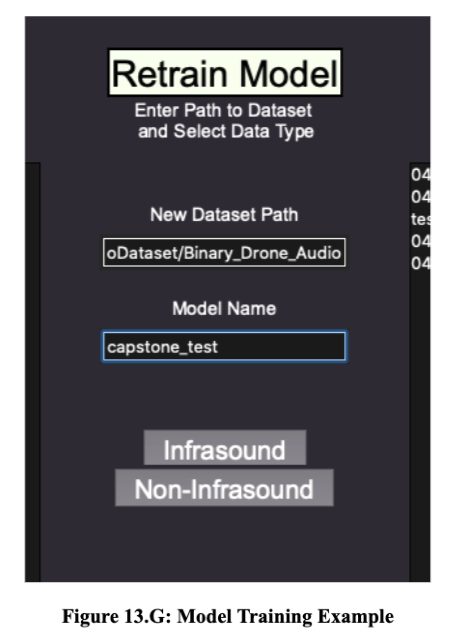 Retrain Model
Enter Path to Dataset
and Select Data Type
04
04
tes
04
04
New Dataset Path
oDataset/Binary_Drone_Audio
Model Name
capstone_test
Infrasound
Non-Infrasound
Figure 13.G: Model Training Example